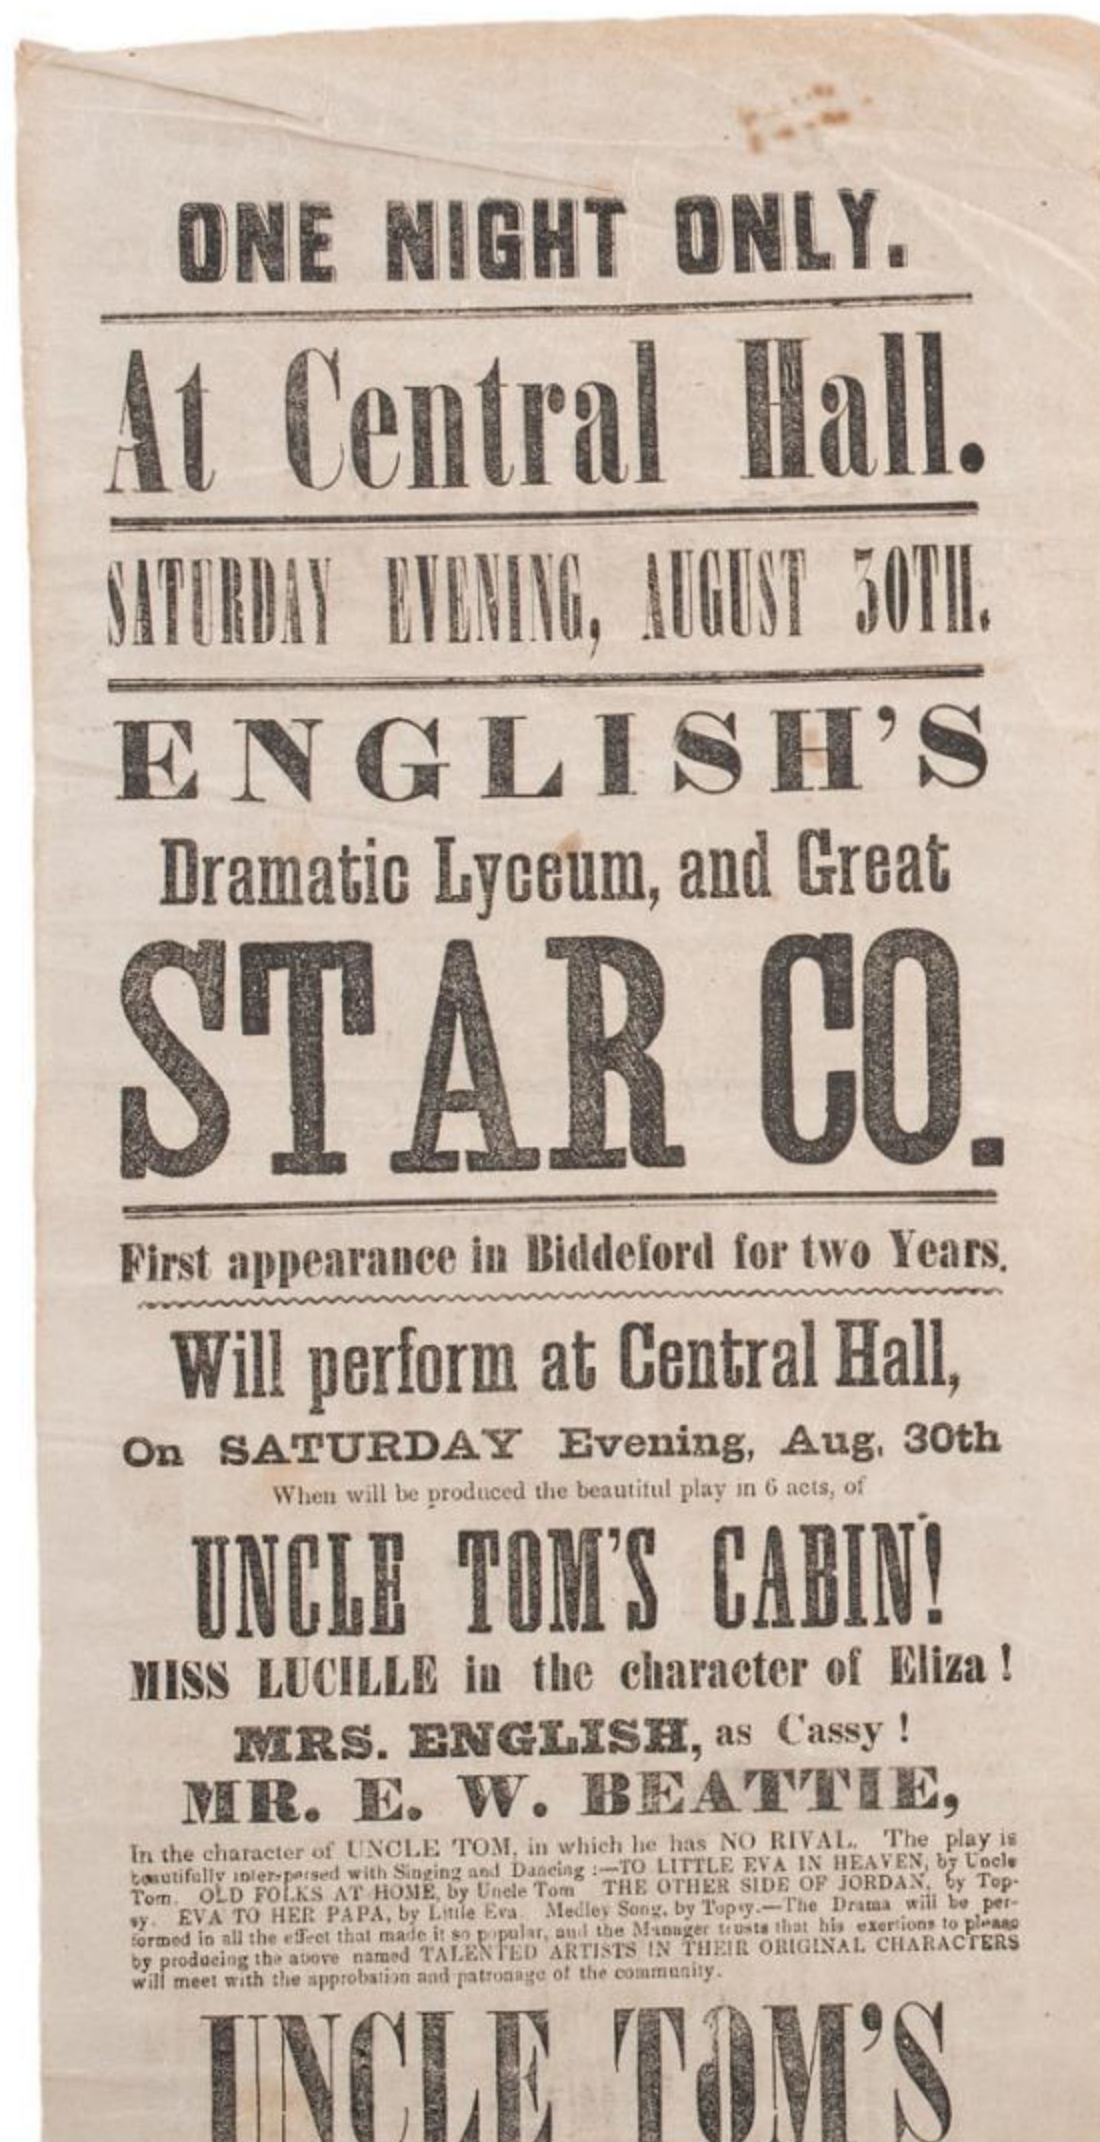 ONE NIGHT ONLY.
At Central Hall.
SATURDAY EVENING, AUGUST 30TH.
ENGLISH'S
Dramatic Lyceum, and Great
STAR CO.
First appearance in Biddeford for two Years.
Will perform at Central Hall,
On SATURDAY Evening, Aug. 30th
When will be produced the beautiful play in 6 acts, of
UNCLE TOM'S CABIN!
MISS LUCILLE in the character of Eliza!
MRS. ENGLISH, as Cassy!
MR. E. W. BEATTIE,
In the character of UNCLE TOM, in which he has NO RIVAL. The play is
beautifully inter-persed with Singing and Dancing :—TO LITTLE EVA IN HEAVEN, by Uncle
Tom. OLD FOLKS AT HOME, by Uncle Tom THE OTHER SIDE OF JORDAN, by Top-
sy. EVA TO HER PAPA, by Little Eva. Medley Song, by Topsy.—The Drama will be per-
formed in all the effect that made it so popular, and the Manager trusts that his exertions to please
by producing the above named TALENTED ARTISTS IN THEIR ORIGINAL CHARACTERS
will meet with the approbation and patronage of the community.
UNCLE TOM'S